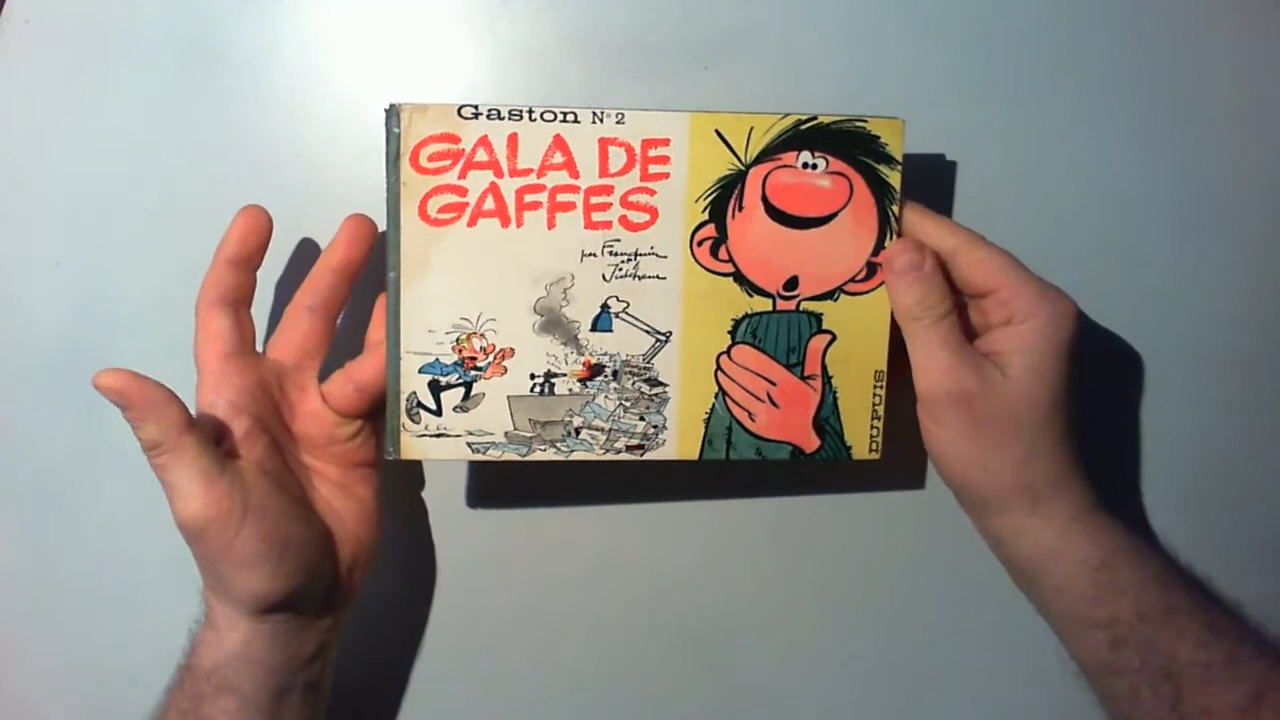 Gaston N° 2
GALA DE
GAFFES
par Franquin
et
Jidéhem
DUPUIS